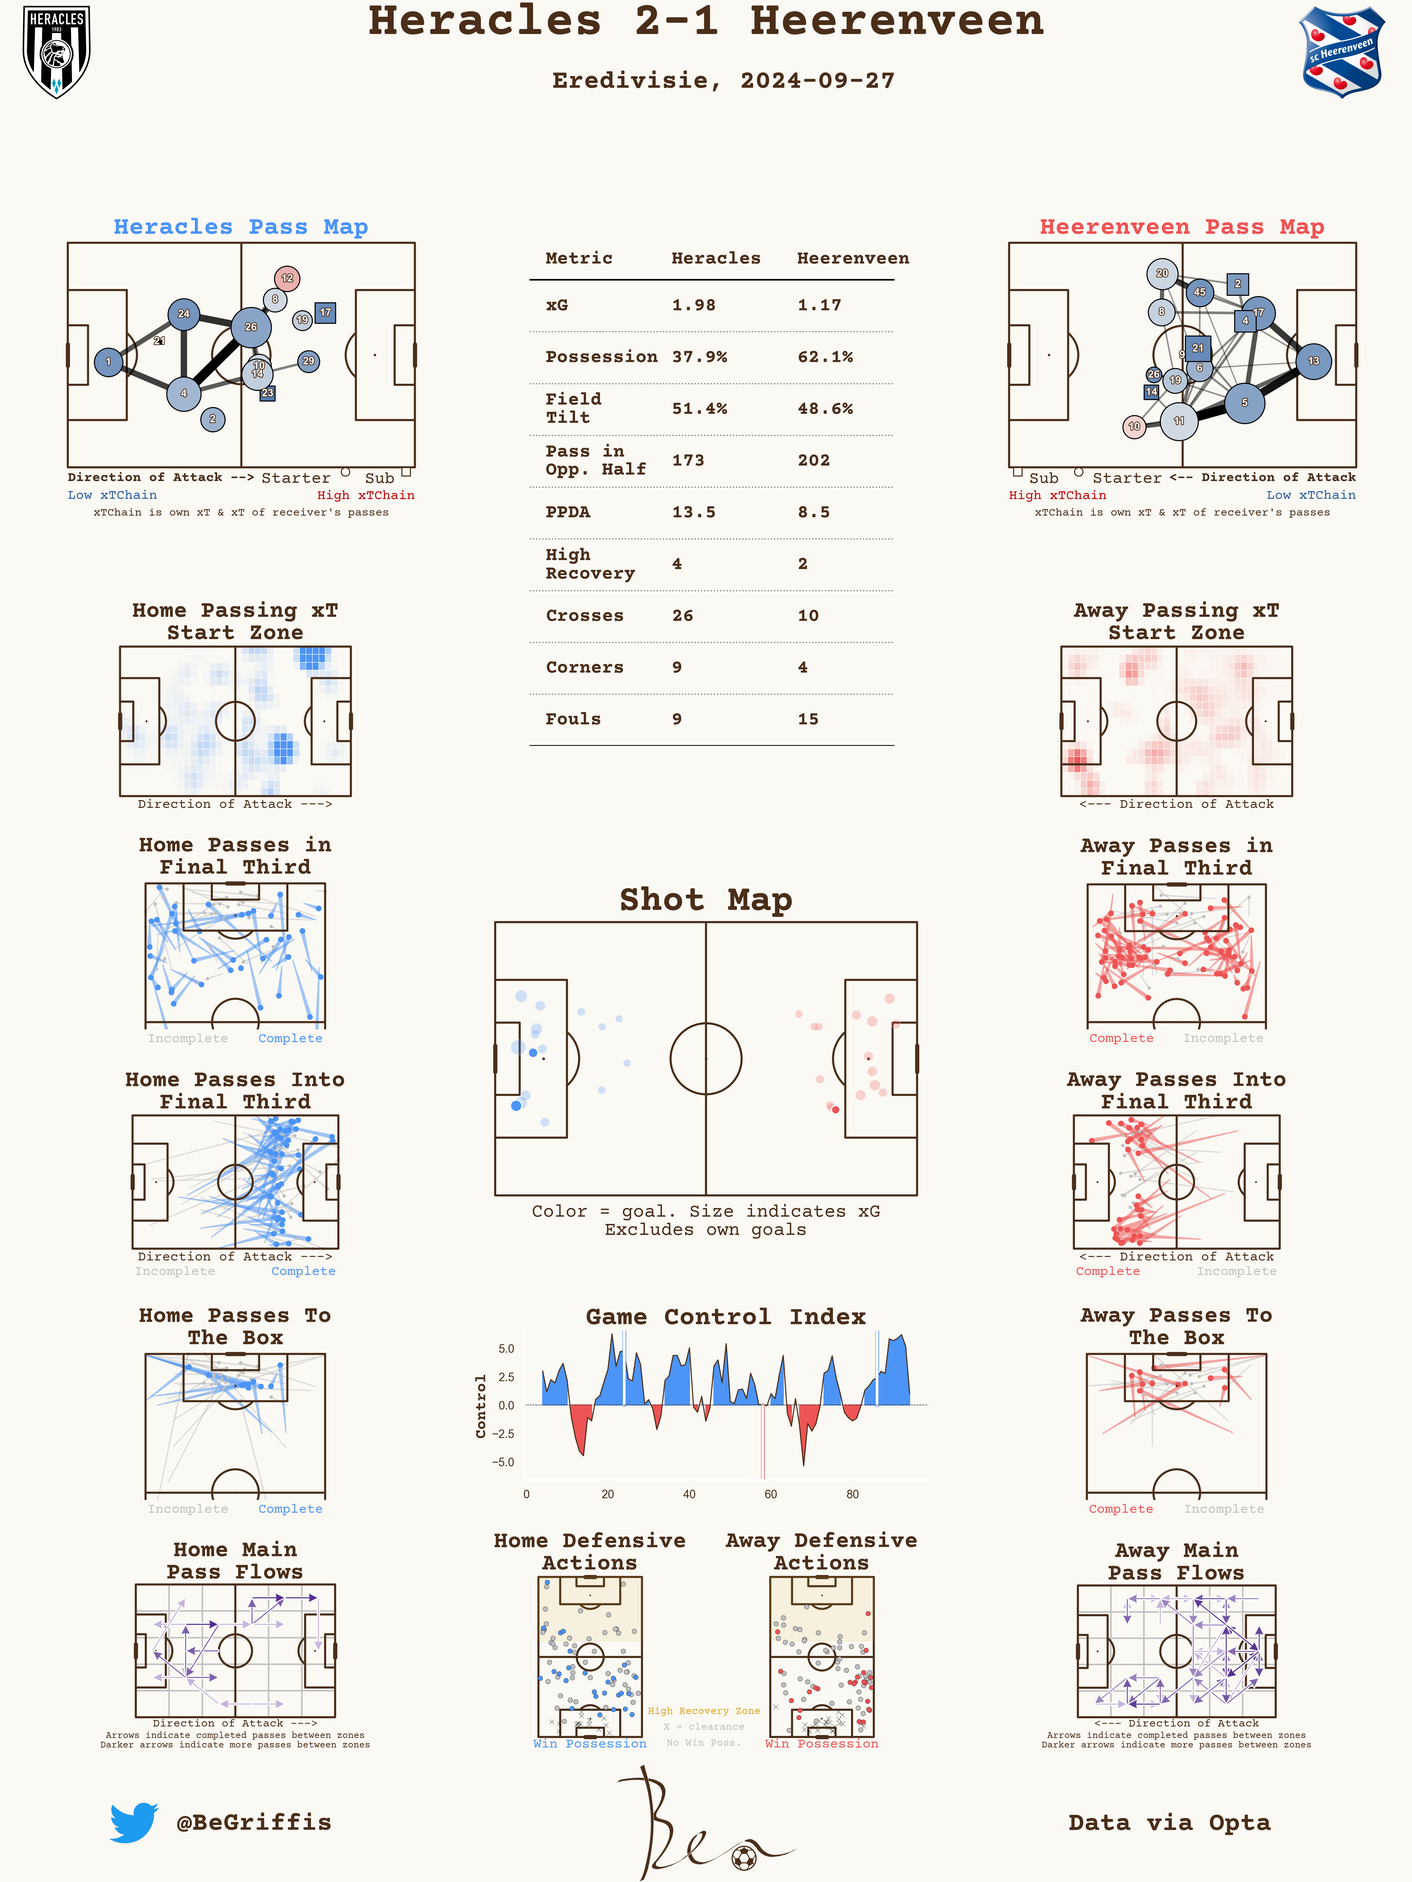 Heracles 2-1 Heerenveen
Eredivisie, 2024-09-27
HERACLES
1903
sc Heerenveen
Heracles Pass Map
12
8
17
19
24
26
21
1
10
14
29
23
4
2
Direction of Attack --> Starter Sub
Low xTChain High xTChain
xTChain is own xT & xT of receiver's passes
Metric Heracles Heerenveen
xG 1.98 1.17
Possession 37.9% 62.1%
Field
Tilt 51.4% 48.6%
Pass in
Opp. Half 173 202
PPDA 13.5 8.5
High
Recovery 4 2
Crosses 26 10
Corners 9 4
Fouls 9 15
Heerenveen Pass Map
20
2
45
8
17
4
21
9
13
6
26
19
14
5
11
10
Sub Starter <-- Direction of Attack
High xTChain Low xTChain
xTChain is own xT & xT of receiver's passes
Home Passing xT
Start Zone
Direction of Attack --->
Away Passing xT
Start Zone
<--- Direction of Attack
Home Passes in
Final Third
Incomplete Complete
Away Passes in
Final Third
Complete Incomplete
Shot Map
Color = goal. Size indicates xG
Excludes own goals
Home Passes Into
Final Third
Direction of Attack --->
Incomplete Complete
Away Passes Into
Final Third
<--- Direction of Attack
Complete Incomplete
Home Passes To
The Box
Incomplete Complete
Game Control Index
Control
5.0
2.5
0.0
−2.5
−5.0
0 20 40 60 80
Away Passes To
The Box
Complete Incomplete
Home Main
Pass Flows
Direction of Attack --->
Arrows indicate completed passes between zones
Darker arrows indicate more passes between zones
Home Defensive
Actions
Win Possession
High Recovery Zone
X = clearance
No Win Poss.
Away Defensive
Actions
Win Possession
Away Main
Pass Flows
<--- Direction of Attack
Arrows indicate completed passes between zones
Darker arrows indicate more passes between zones
@BeGriffis
Ben
Data via Opta